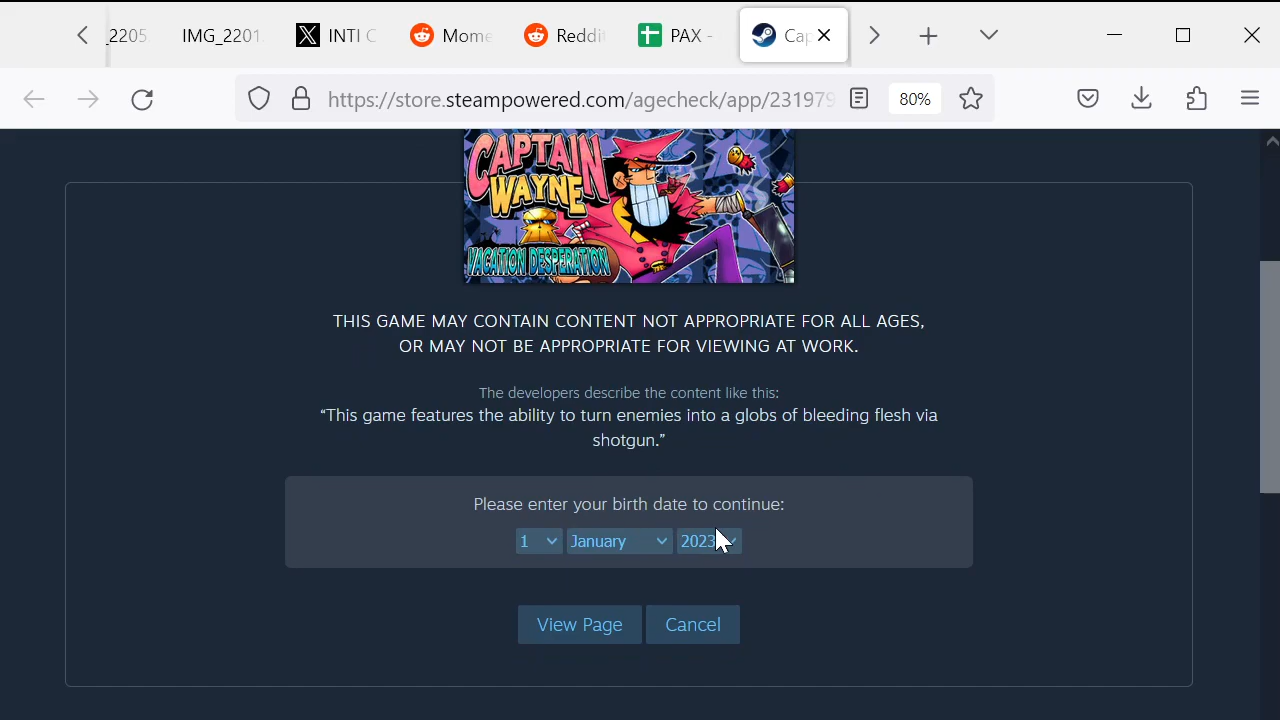 2205
IMG_2201
INTI C
Mome
Reddi
PAX -
Cap
https://store.steampowered.com/agecheck/app/231979
80%
CAPTAIN
WAYNE
VACATION DESPERATION
THIS GAME MAY CONTAIN CONTENT NOT APPROPRIATE FOR ALL AGES,
OR MAY NOT BE APPROPRIATE FOR VIEWING AT WORK.
The developers describe the content like this:
“This game features the ability to turn enemies into a globs of bleeding flesh via
shotgun.”
Please enter your birth date to continue:
1 January 2023
View Page Cancel